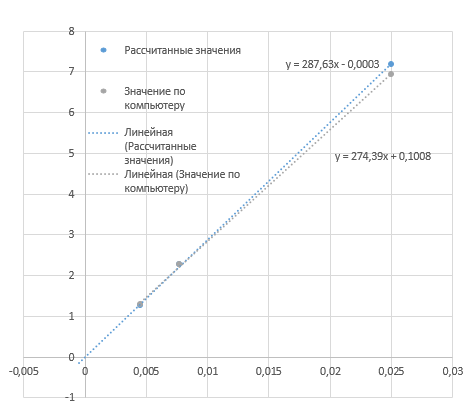 8
Рассчитанные значения
y = 287,63x - 0,0003
7
Значение по
компьютеру
6
Линейная
(Рассчитанные
значения)
5
y = 274,39x + 0,1008
Линейная (Значение по
компьютеру)
4
3
2
1
0
-0,005 0 0,005 0,01 0,015 0,02 0,025 0,03
-1